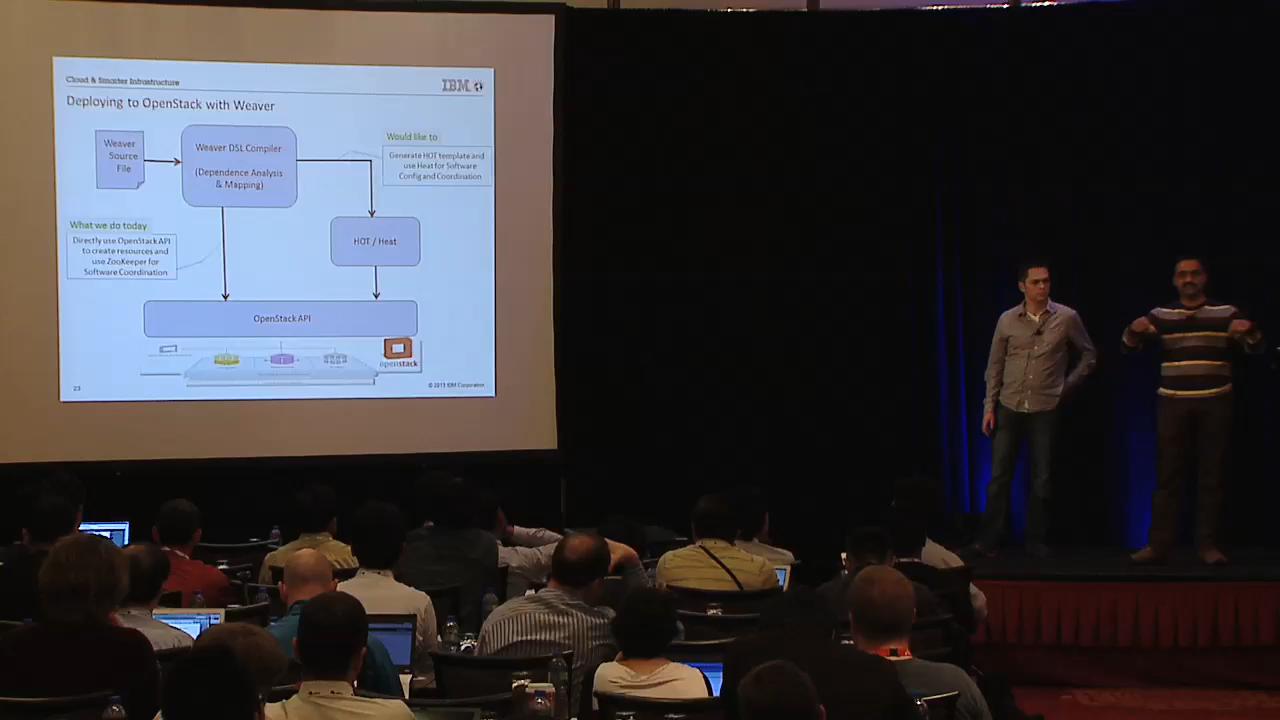 Cloud & Smarter Infrastructure
IBM
Deploying to OpenStack with Weaver
Weaver
Source
File
Weaver DSL Compiler
(Dependence Analysis
& Mapping)
Would like to
Generate HOT template and
use Heat for Software
Config and Coordination
What we do today
Directly use OpenStack API
to create resources and
use ZooKeeper for
Software Coordination
HOT / Heat
OpenStack API
openstack
23
© 2013 IBM Corporation